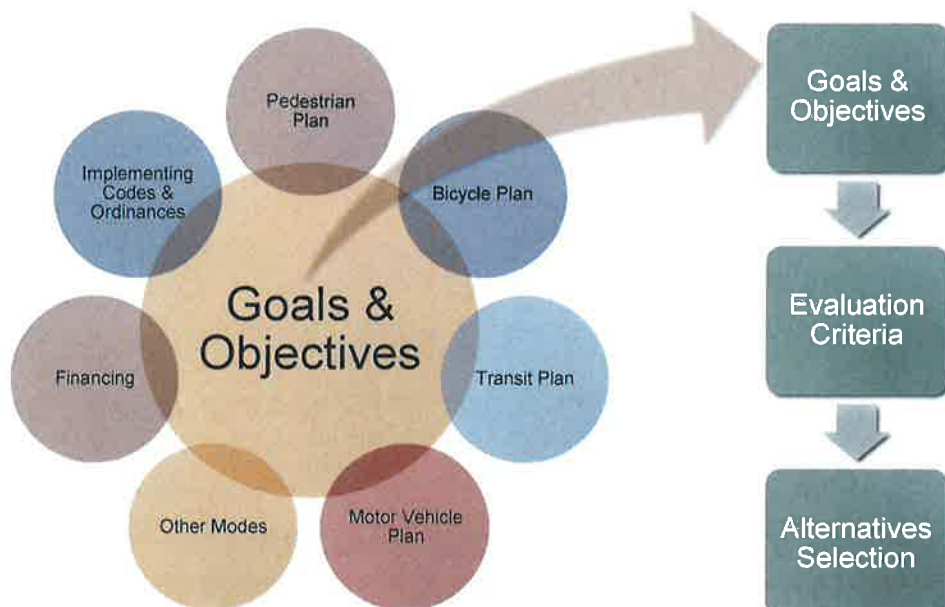 Pedestrian
Plan
Implementing
Codes &
Ordinances
Bicycle Plan
Goals &
Objectives
Financing
Transit Plan
Other Modes
Motor Vehicle
Plan
Goals &
Objectives
Evaluation
Criteria
Alternatives
Selection